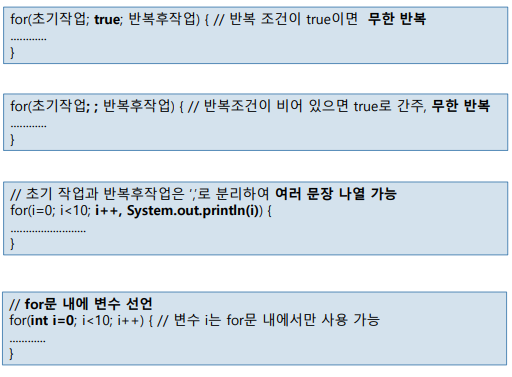 for(초기작업; true; 반복후작업) { // 반복 조건이 true이면 무한 반복
............
}
for(초기작업; ; 반복후작업) { // 반복조건이 비어 있으면 true로 간주, 무한 반복
............
}
// 초기 작업과 반복후작업은 ','로 분리하여 여러 문장 나열 가능
for(i=0; i<10; i++, System.out.println(i)) {
.........................
}
// for문 내에 변수 선언
for(int i=0; i<10; i++) { // 변수 i는 for문 내에서만 사용 가능
............
}